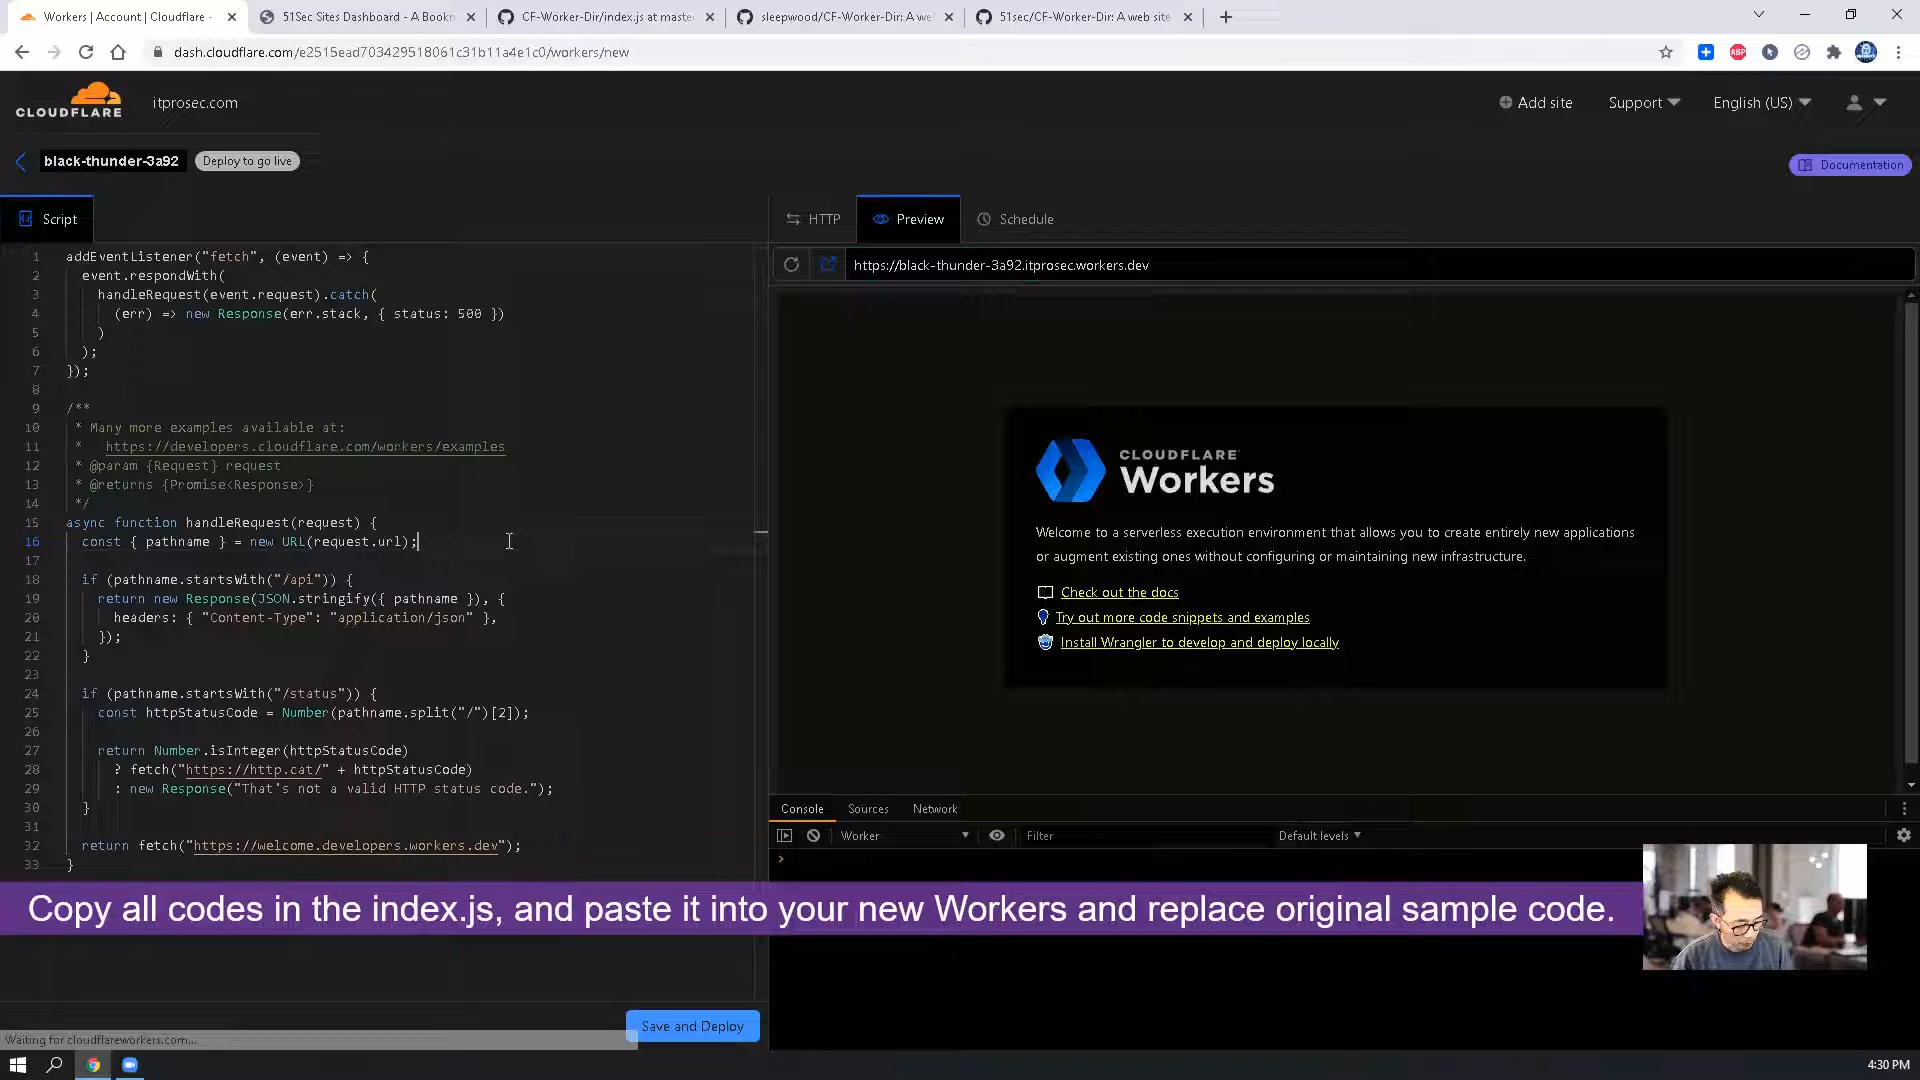 Workers | Account | Cloudflare -
51Sec Sites Dashboard - A Bookn
CF-Worker-Dir/index.js at maste
sleepwood/CF-Worker-Dir: A we
51sec/CF-Worker-Dir: A web site
dash.cloudflare.com/e2515ead703429518061c31b11a4e1c0/workers/new
ABP
CLOUDFLARE
itprosec.com
Add site
Support
English (US)
black-thunder-3a92
Deploy to go live
Documentation
Script
HTTP
Preview
Schedule
https://black-thunder-3a92.itprosec.workers.dev
1 addEventListener("fetch", (event) => {
2 event.respondWith(
3 handleRequest(event.request).catch(
4 (err) => new Response(err.stack, { status: 500 })
5 )
6 );
7 });
8
9 /**
10 * Many more examples available at:
11 * https://developers.cloudflare.com/workers/examples
12 * @param {Request} request
13 * @returns {Promise<Response>}
14 */
15 async function handleRequest(request) {
16 const { pathname } = new URL(request.url);
17
18 if (pathname.startsWith("/api")) {
19 return new Response(JSON.stringify({ pathname }), {
20 headers: { "Content-Type": "application/json" },
21 });
22 }
23
24 if (pathname.startsWith("/status")) {
25 const httpStatusCode = Number(pathname.split("/")[2]);
26
27 return Number.isInteger(httpStatusCode)
28 ? fetch("https://http.cat/" + httpStatusCode)
29 : new Response("That's not a valid HTTP status code.");
30 }
31
32 return fetch("https://welcome.developers.workers.dev");
33 }
CLOUDFLARE
Workers
Welcome to a serverless execution environment that allows you to create entirely new applications
or augment existing ones without configuring or maintaining new infrastructure.
Check out the docs
Try out more code snippets and examples
Install Wrangler to develop and deploy locally
Console
Sources
Network
Worker
Filter
Default levels
Copy all codes in the index.js, and paste it into your new Workers and replace original sample code.
Save and Deploy
Waiting for cloudflareworkers.com...
4:30 PM